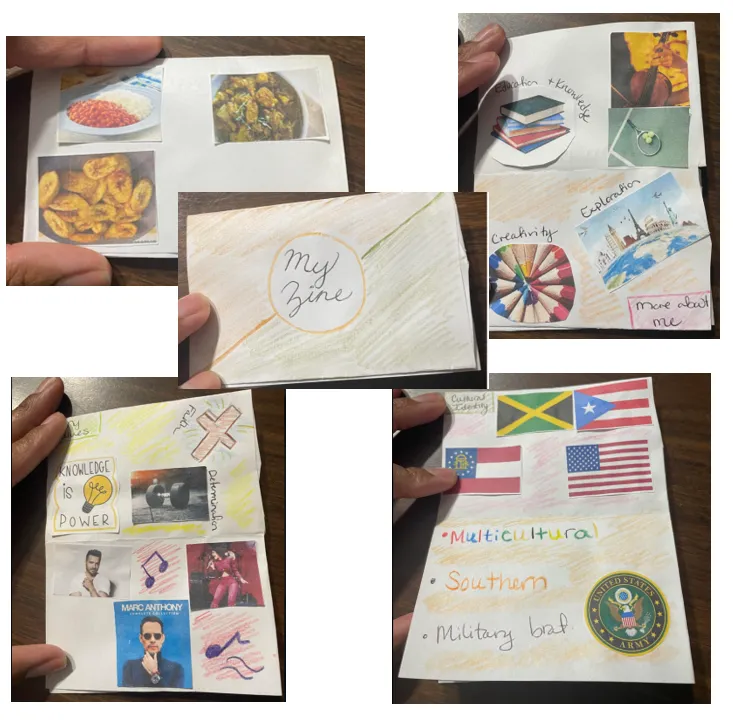 My
Zine
Education + Knowledge
Creativity
Exploration
More about
me
Faith
KNOWLEDGE
is
POWER
Determination
MARC ANTHONY
Cultural
Identity
• Multicultural
• Southern
• Military brat
UNITED STATES
ARMY